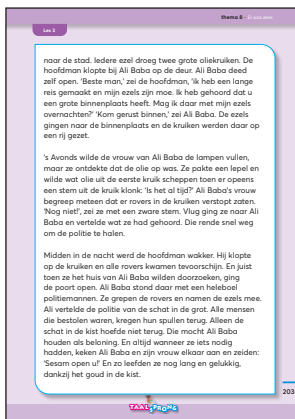 thema 8 Er was eens
Les 3
naar de stad. Iedere ezel droeg twee grote oliekruiken. De
hoofdman klopte bij Ali Baba op de deur. Ali Baba deed
zelf open. 'Beste man,' zei de hoofdman, 'ik heb een lange
reis gemaakt en mijn ezels zijn moe. Ik heb gehoord dat u
een grote binnenplaats heeft. Mag ik daar met mijn ezels
overnachten?' 'Kom gerust binnen,' zei Ali Baba. De ezels
gingen naar de binnenplaats en de kruiken werden daar op
een rij gezet.
's Avonds wilde de vrouw van Ali Baba de lampen vullen,
maar ze ontdekte dat de olie op was. Ze pakte een lepel en
wilde wat olie uit de eerste kruik scheppen toen er opeens
een stem uit de kruik klonk: 'Is het al tijd?' Ali Baba's vrouw
begreep meteen dat er rovers in de kruiken verstopt zaten.
'Nog niet!', zei ze met een zware stem. Vlug ging ze naar Ali
Baba en vertelde wat ze had gehoord. Die rende snel weg
om de politie te halen.
Midden in de nacht werd de hoofdman wakker. Hij klopte
op de kruiken en alle rovers kwamen tevoorschijn. En juist
toen ze het huis van Ali Baba wilden doorzoeken, ging
de poort open. Ali Baba stond daar met een heleboel
politiemannen. Ze grepen de rovers en namen de ezels mee.
Ali vertelde de politie van de schat in de grot. Alle mensen
die bestolen waren, kregen hun spullen terug. Alleen de
schat in de kist hoefde niet terug. Die mocht Ali Baba
houden als beloning. En altijd wanneer ze iets nodig
hadden, keken Ali Baba en zijn vrouw elkaar aan en zeiden:
'Sesam open u!' En zo leefden ze nog lang en gelukkig,
dankzij het goud in de kist.
203
TAALSPRONG